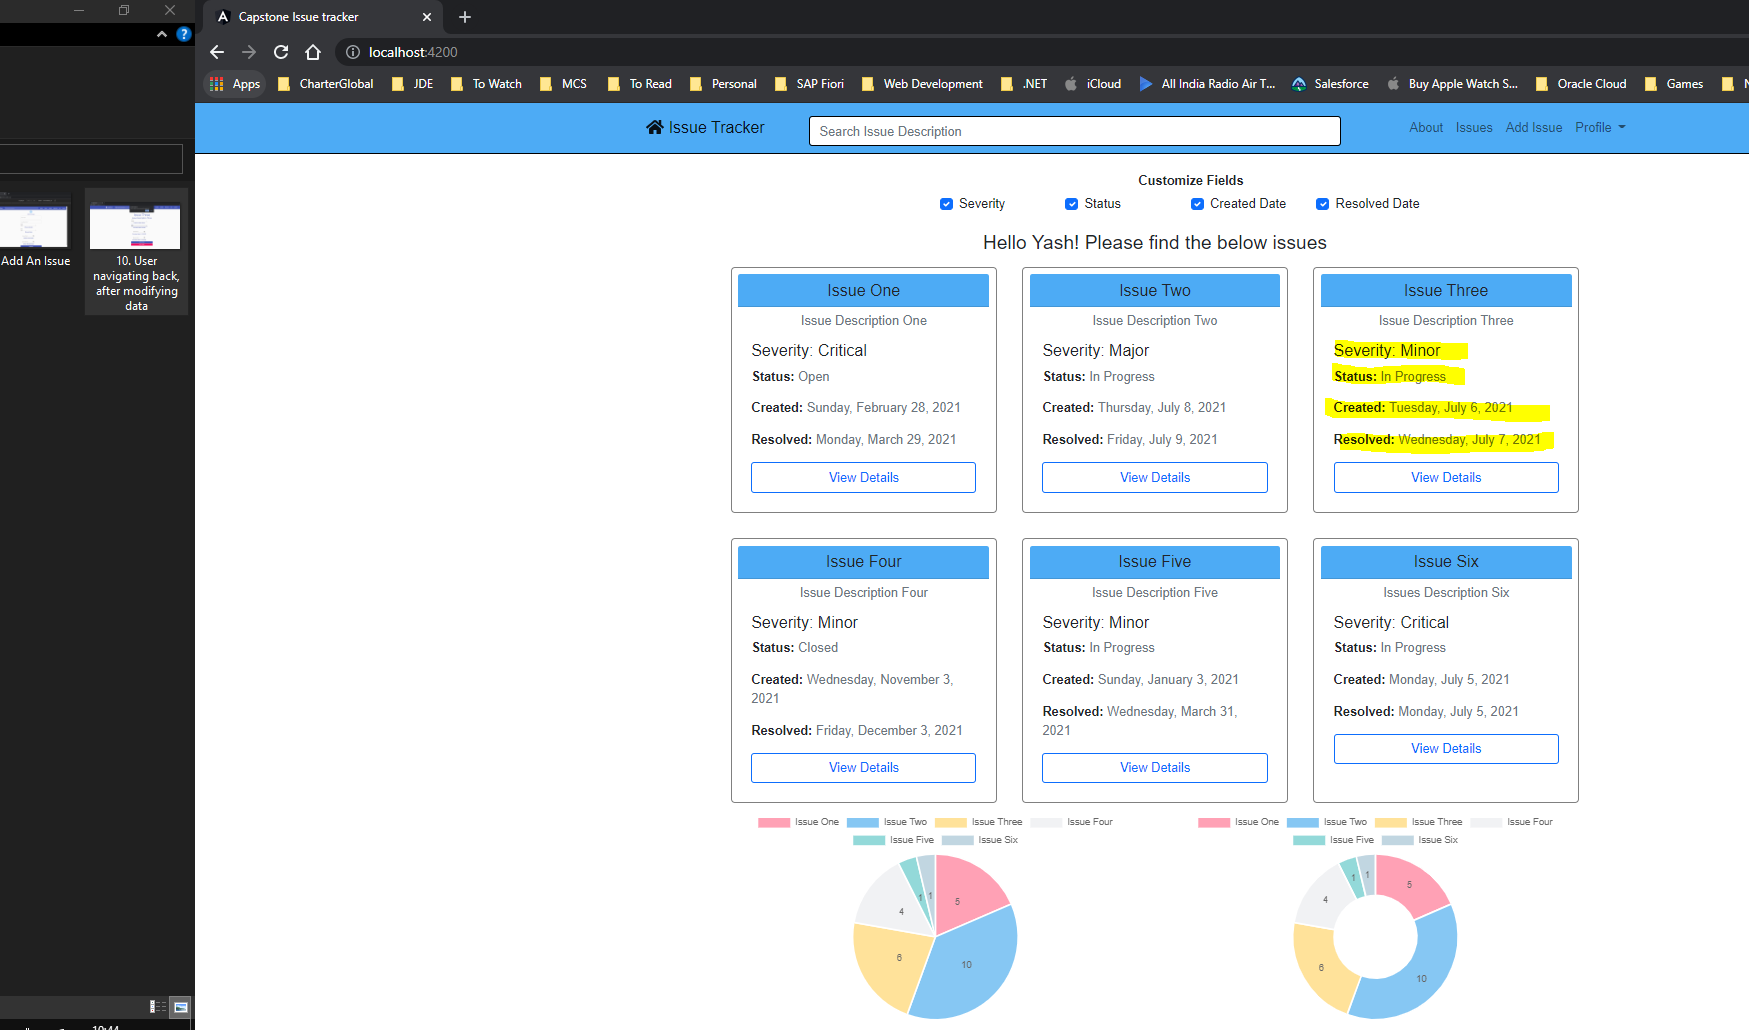 Capstone Issue tracker
localhost:4200
Apps CharterGlobal JDE To Watch MCS To Read Personal SAP Fiori Web Development .NET iCloud All India Radio Air T... Salesforce Buy Apple Watch S... Oracle Cloud Games
Issue Tracker Search Issue Description About Issues Add Issue Profile
Add An Issue
10. User
navigating back,
after modifying
data
Customize Fields
Severity Status Created Date Resolved Date
Hello Yash! Please find the below issues
Issue One
Issue Description One
Severity: Critical
Status: Open
Created: Sunday, February 28, 2021
Resolved: Monday, March 29, 2021
View Details
Issue Two
Issue Description Two
Severity: Major
Status: In Progress
Created: Thursday, July 8, 2021
Resolved: Friday, July 9, 2021
View Details
Issue Three
Issue Description Three
Severity: Minor
Status: In Progress
Created: Tuesday, July 6, 2021
Resolved: Wednesday, July 7, 2021
View Details
Issue Four
Issue Description Four
Severity: Minor
Status: Closed
Created: Wednesday, November 3,
2021
Resolved: Friday, December 3, 2021
View Details
Issue Five
Issue Description Five
Severity: Minor
Status: In Progress
Created: Sunday, January 3, 2021
Resolved: Wednesday, March 31,
2021
View Details
Issue Six
Issues Description Six
Severity: Critical
Status: In Progress
Created: Monday, July 5, 2021
Resolved: Monday, July 5, 2021
View Details
Issue One Issue Two Issue Three Issue Four
Issue Five Issue Six
1 1 5
4
6 10
Issue One Issue Two Issue Three Issue Four
Issue Five Issue Six
1 1 5
4
6 10